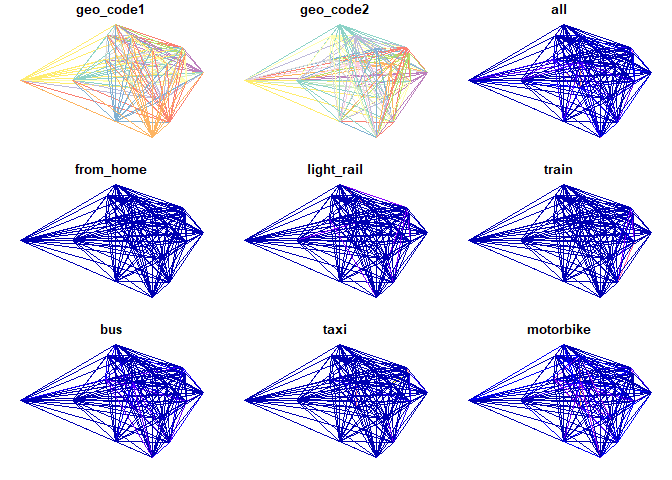 geo_code1 geo_code2 all
from_home light_rail train
bus taxi motorbike